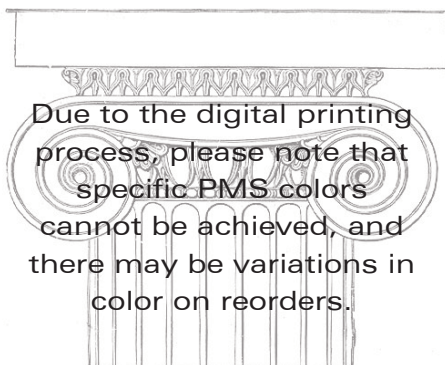 Due to the digital printing
process, please note that
specific PMS colors
cannot be achieved, and
there may be variations in
color on reorders.